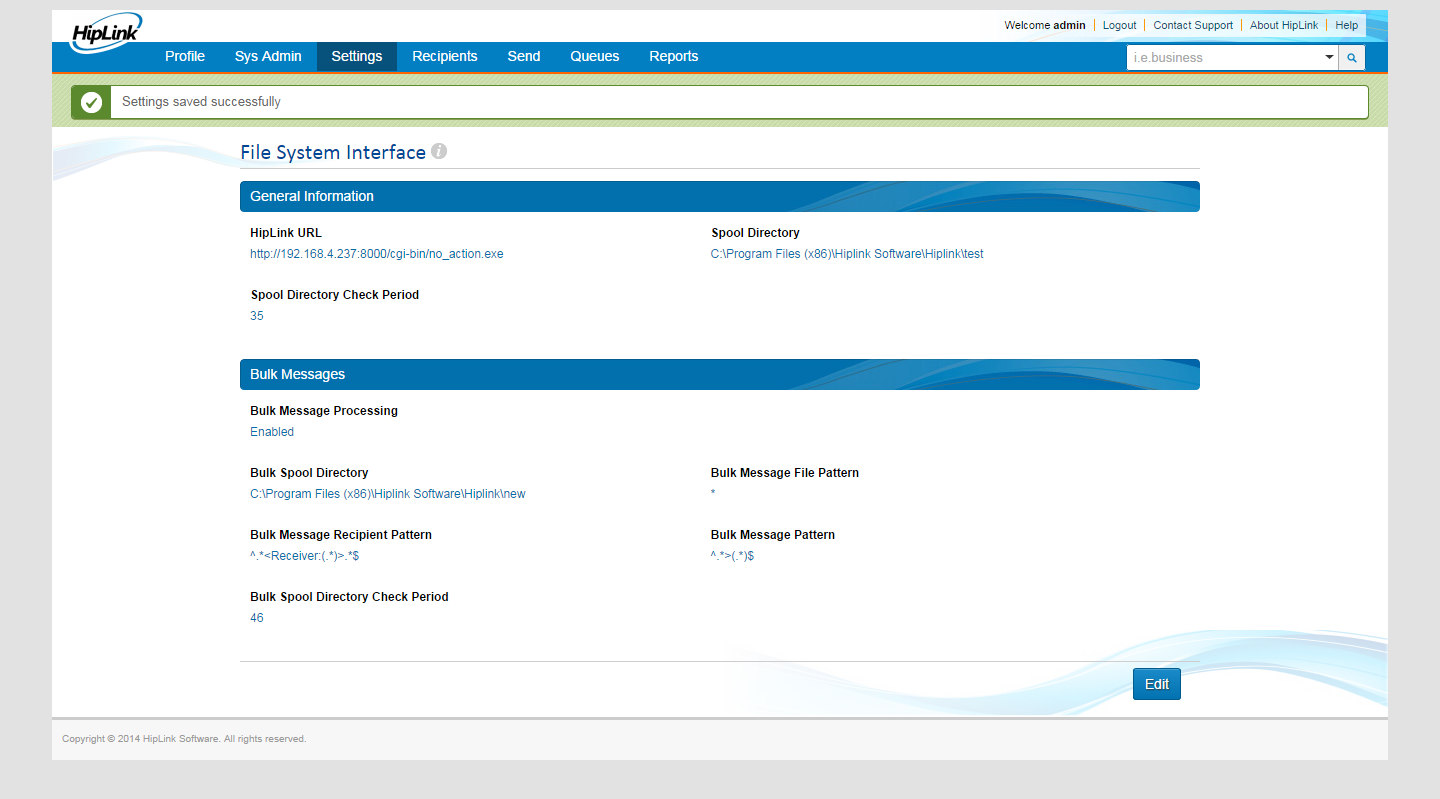 HipLink
Welcome admin Logout Contact Support About HipLink Help
Profile Sys Admin Settings Recipients Send Queues Reports i.e.business
Settings saved successfully
File System Interface i
General Information
HipLink URL Spool Directory
http://192.168.4.237:8000/cgi-bin/no_action.exe C:\Program Files (x86)\Hiplink Software\Hiplink\test
Spool Directory Check Period
35
Bulk Messages
Bulk Message Processing
Enabled
Bulk Spool Directory Bulk Message File Pattern
C:\Program Files (x86)\Hiplink Software\Hiplink\new *
Bulk Message Recipient Pattern Bulk Message Pattern
^.*<Receiver:(.*)>.*$ ^.*>(.*)$
Bulk Spool Directory Check Period
46
Edit
Copyright © 2014 HipLink Software. All rights reserved.